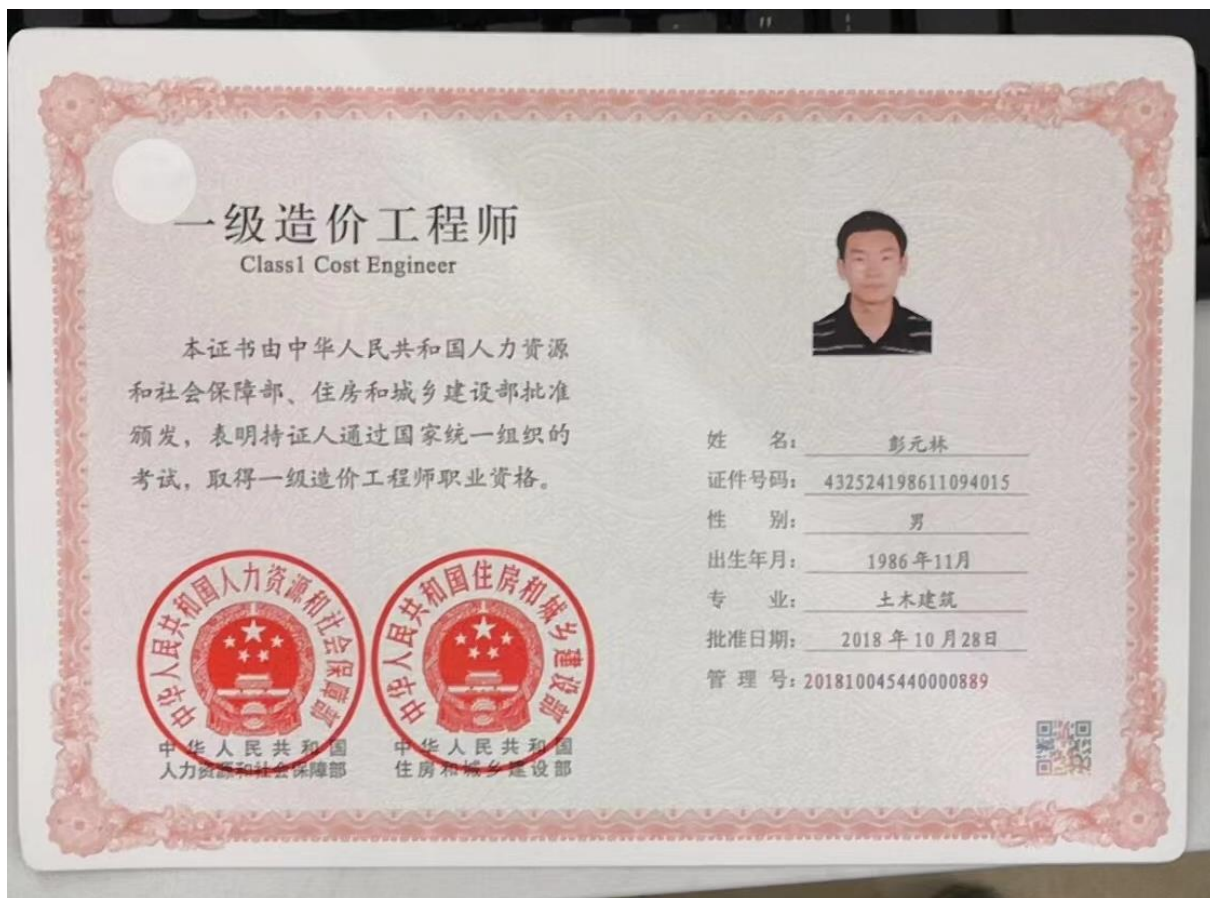 一级造价工程师
Class1 Cost Engineer
本证书由中华人民共和国人力资源
和社会保障部、住房和城乡建设部批准
颁发，表明持证人通过国家统一组织的
考试，取得一级造价工程师职业资格。
姓 名：彭元林
证件号码：432524198611094015
性 别：男
出生年月：1986年11月
专 业：土木建筑
批准日期：2018年10月28日
管 理 号：201810045440000889
中华人民共和国人力资源和社会保障部
中华人民共和国住房和城乡建设部
中华人民共和国
人力资源和社会保障部
中华人民共和国
住房和城乡建设部